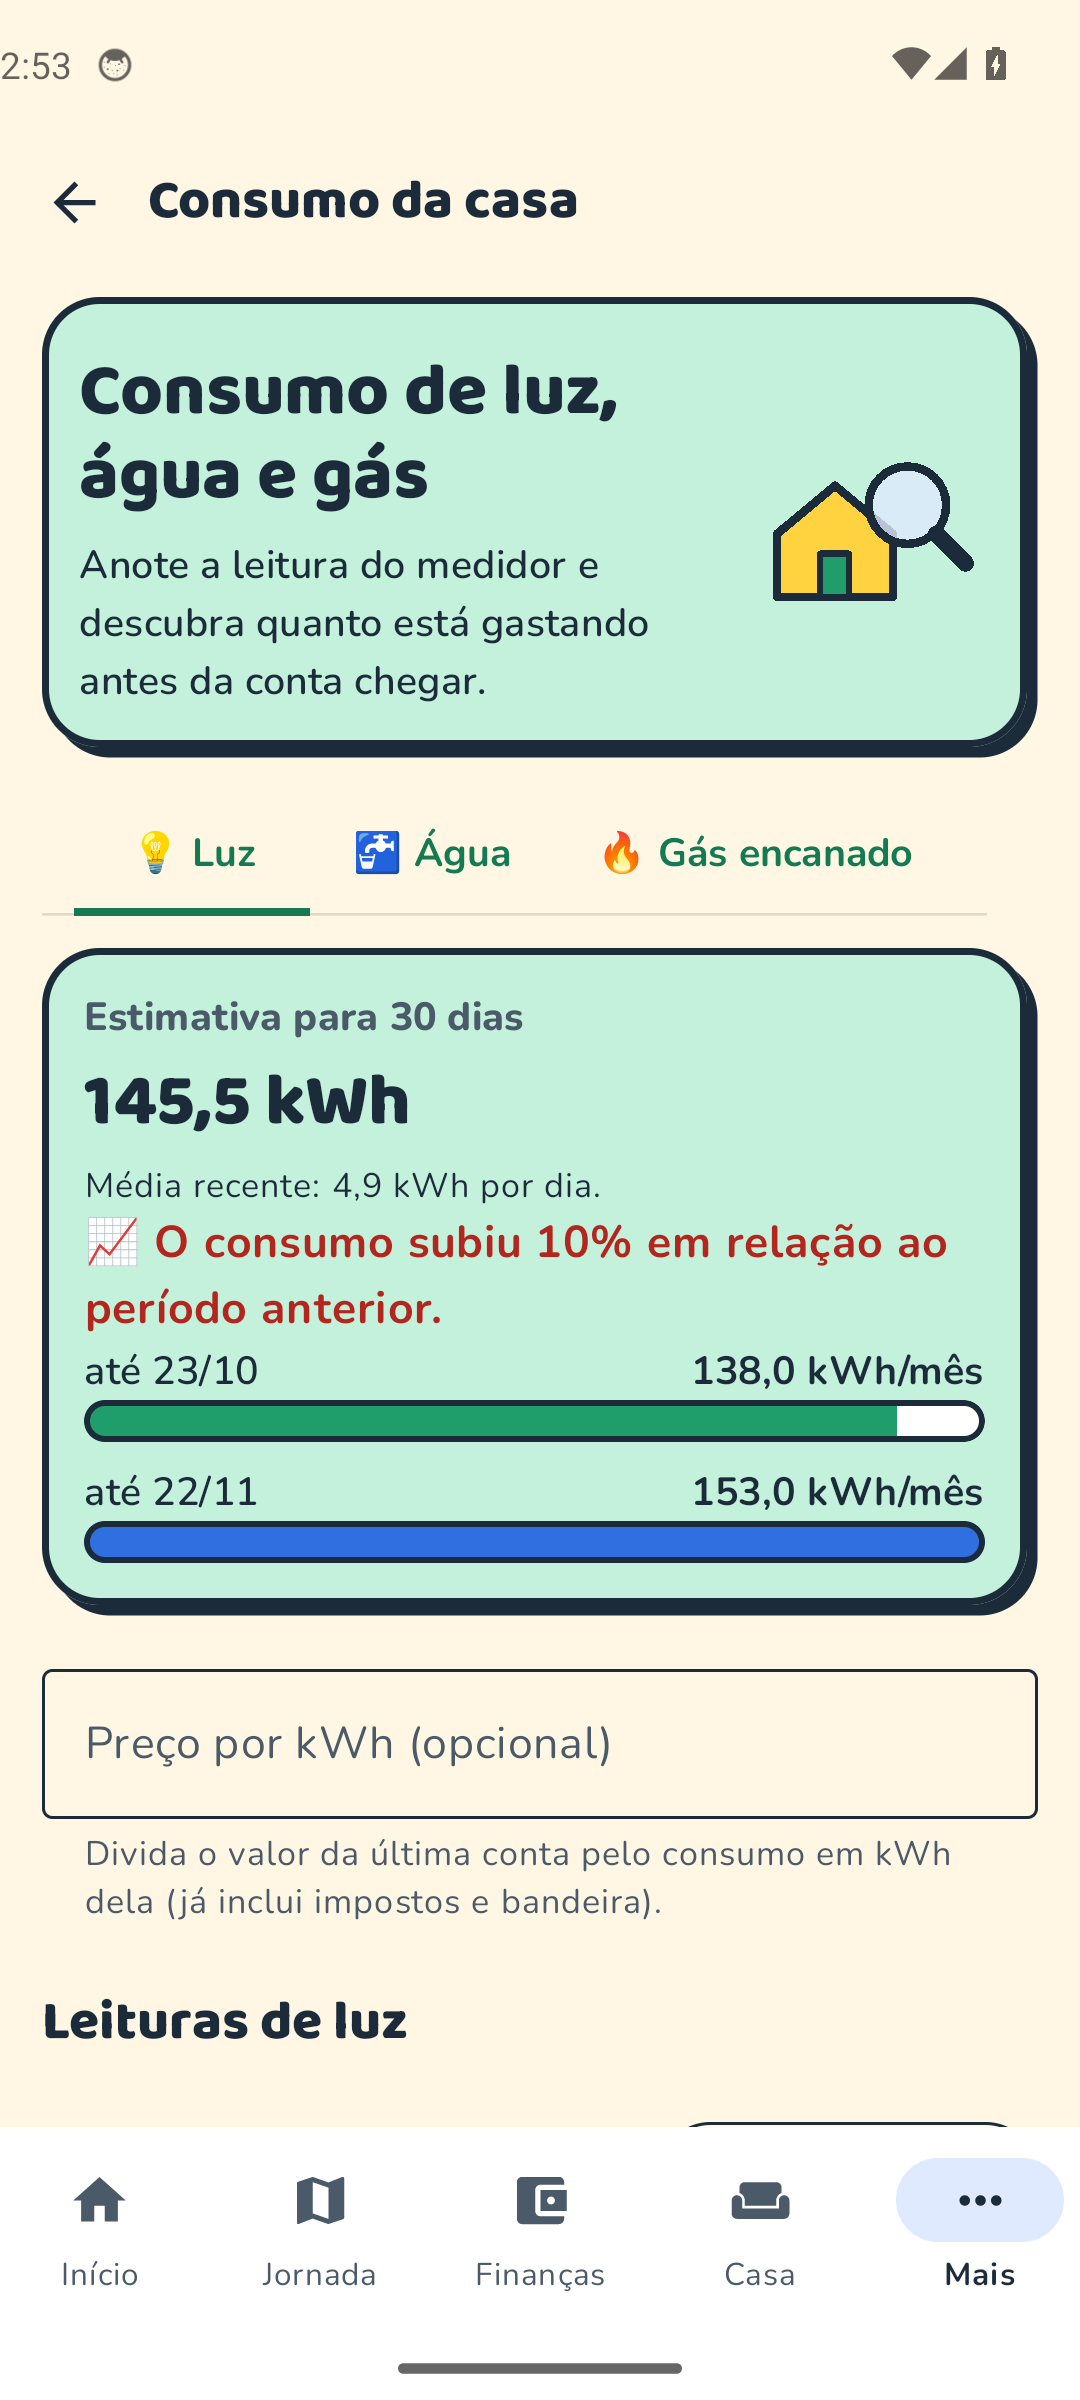 2:53
Consumo da casa
Consumo de luz,
água e gás
Anote a leitura do medidor e
descubra quanto está gastando
antes da conta chegar.
Luz
Água
Gás encanado
Estimativa para 30 dias
145,5 kWh
Média recente: 4,9 kWh por dia.
O consumo subiu 10% em relação ao
período anterior.
até 23/10 138,0 kWh/mês
até 22/11 153,0 kWh/mês
Preço por kWh (opcional)
Divida o valor da última conta pelo consumo em kWh
dela (já inclui impostos e bandeira).
Leituras de luz
Início Jornada Finanças Casa Mais